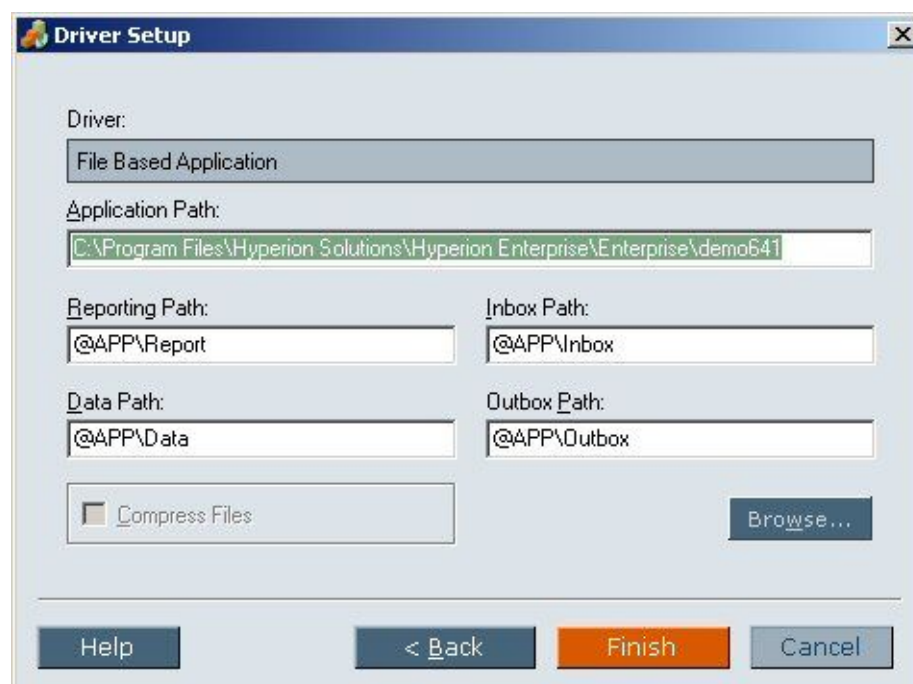 Driver Setup
Driver:
File Based Application
Application Path:
C:\Program Files\Hyperion Solutions\Hyperion Enterprise\Enterprise\demo641
Reporting Path:
Inbox Path:
@APP\Report
@APP\Inbox
Data Path:
Outbox Path:
@APP\Data
@APP\Outbox
Compress Files
Browse...
Help
< Back
Finish
Cancel